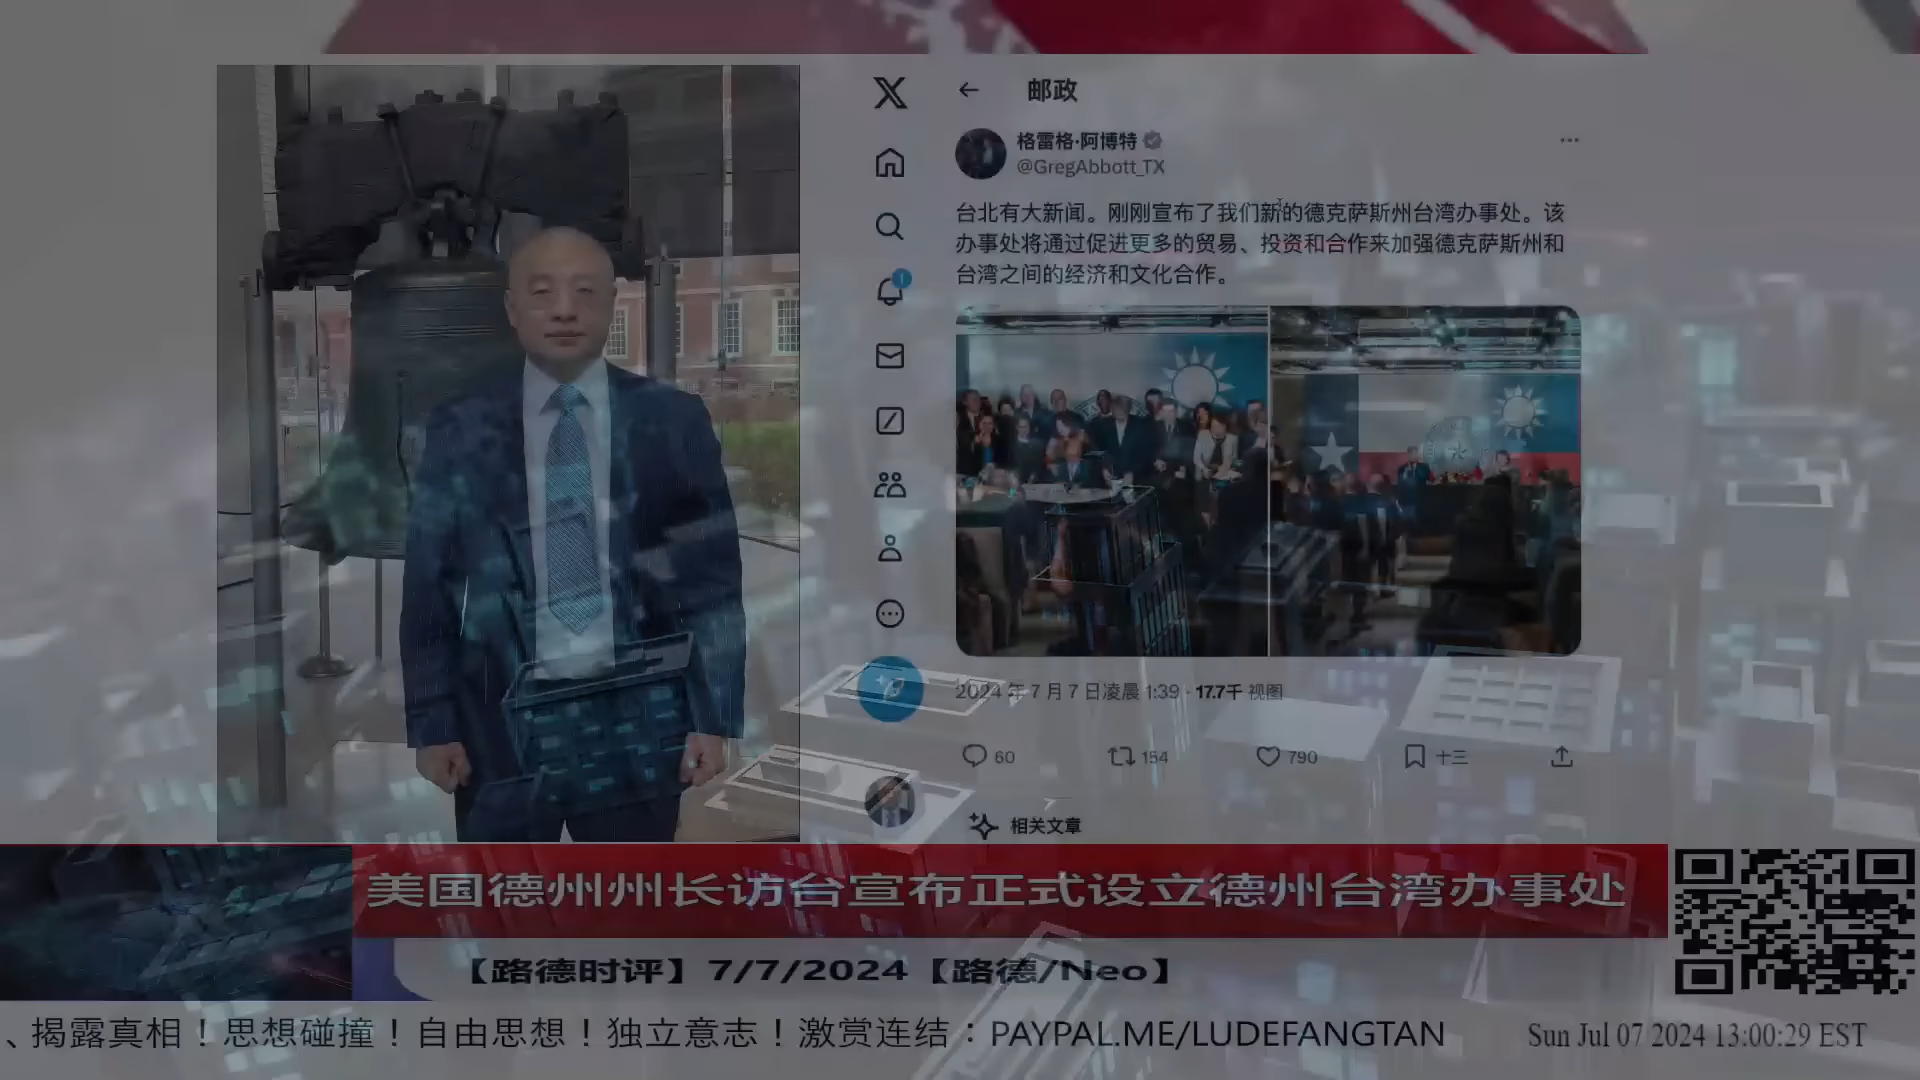 邮政
格雷格·阿博特
@GregAbbott_TX
台北有大新闻。刚刚宣布了我们新的德克萨斯州台湾办事处。该
办事处将通过促进更多的贸易、投资和合作来加强德克萨斯州和
台湾之间的经济和文化合作。
2024 年 7 月 7 日凌晨 1:39 · 17.7千 视图
60 154 790 十三
相关文章
美国德州州长访台宣布正式设立德州台湾办事处
【路德时评】7/7/2024【路德/Neo】
、揭露真相！思想碰撞！自由思想！独立意志！激赏连结：PAYPAL.ME/LUDEFANGTAN
Sun Jul 07 2024 13:00:29 EST